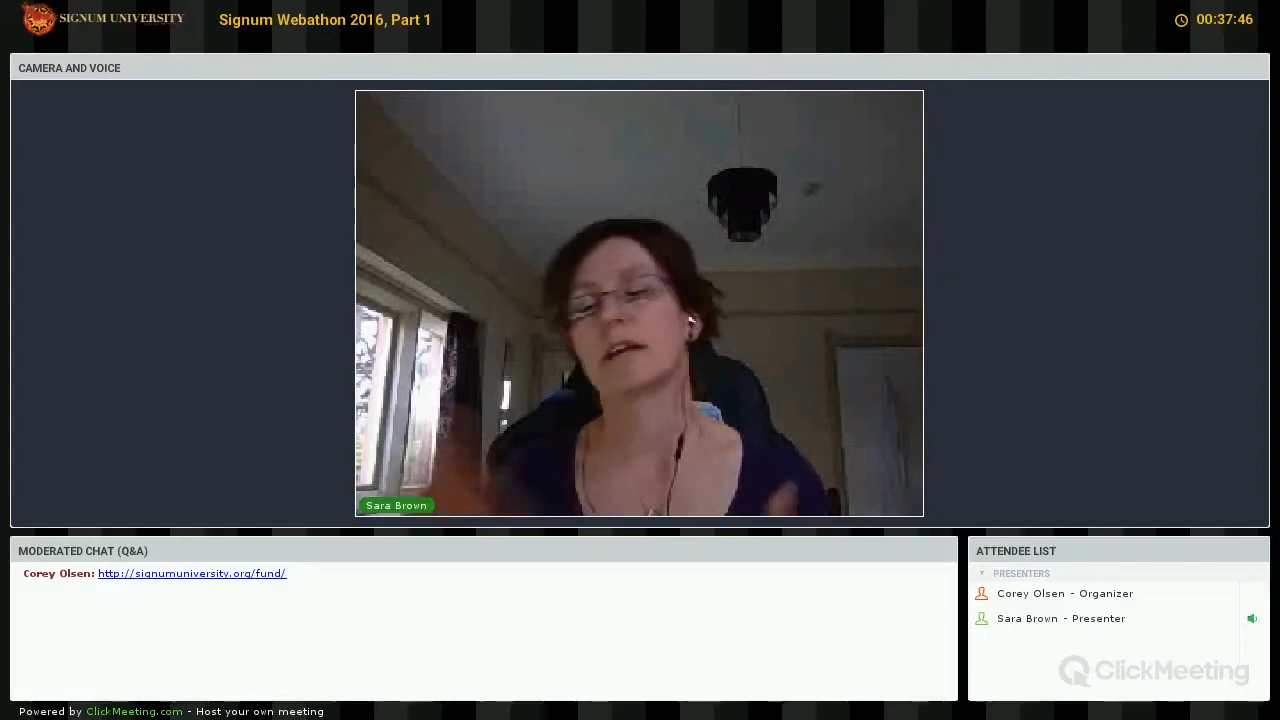 SIGNUM UNIVERSITY
Signum Webathon 2016, Part 1
00:37:46
CAMERA AND VOICE
Sara Brown
MODERATED CHAT (Q&A)
Corey Olsen: http://signumuniversity.org/fund/
ATTENDEE LIST
PRESENTERS
Corey Olsen - Organizer
Sara Brown - Presenter
ClickMeeting
Powered by ClickMeeting.com - Host your own meeting